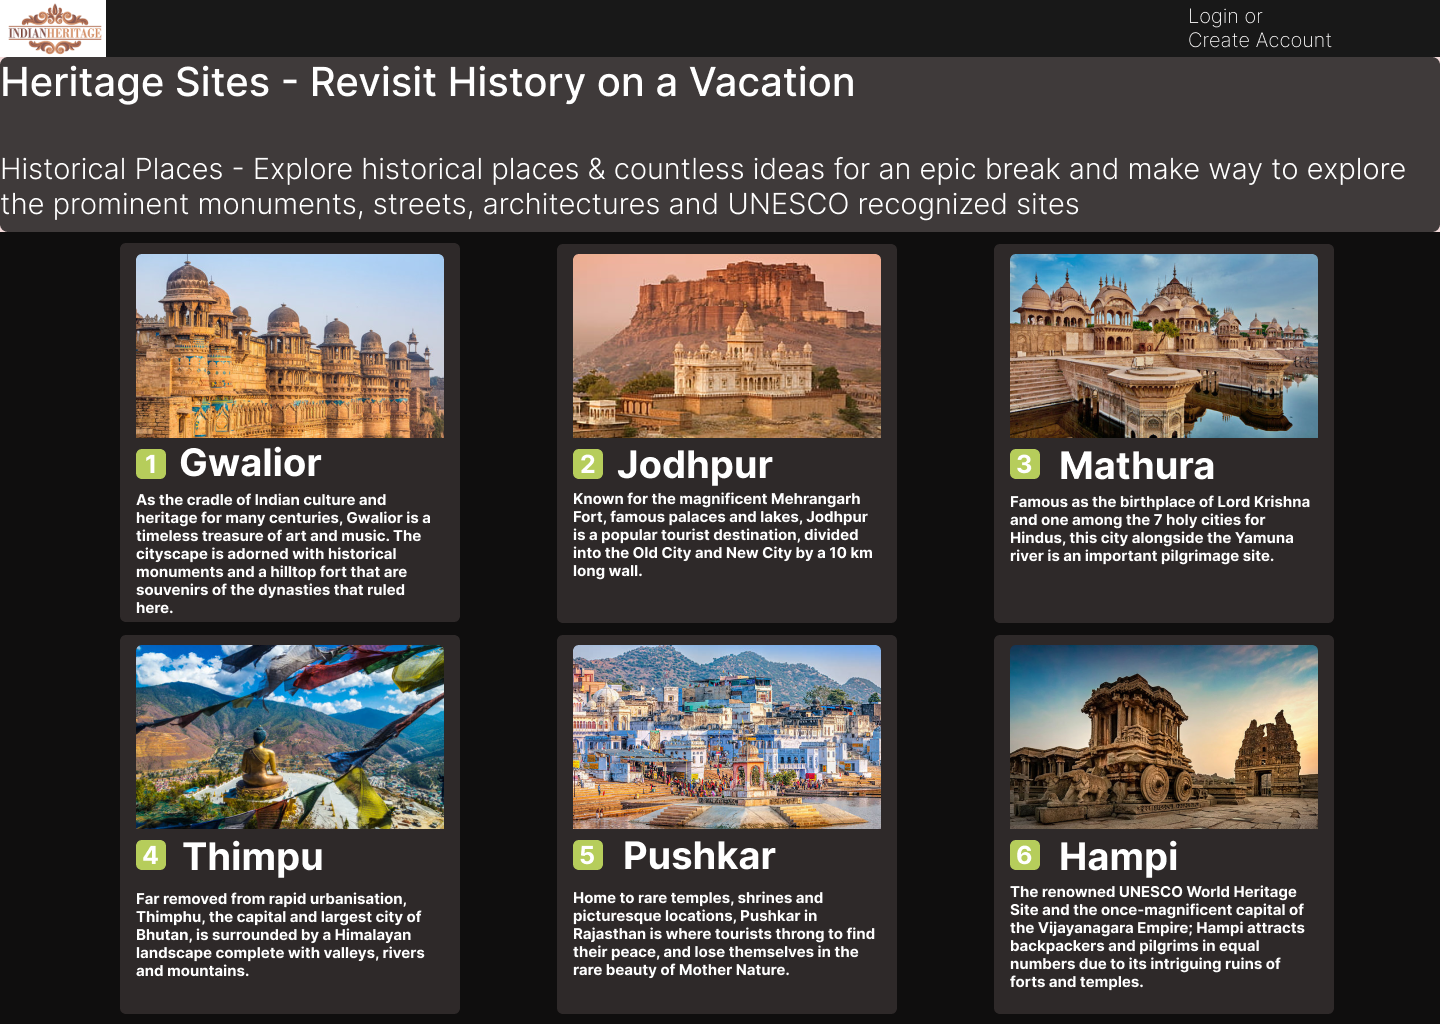 INDIANHERITAGE
Login or
Create Account
Heritage Sites - Revisit History on a Vacation
Historical Places - Explore historical places & countless ideas for an epic break and make way to explore
the prominent monuments, streets, architectures and UNESCO recognized sites
1 Gwalior
As the cradle of Indian culture and
heritage for many centuries, Gwalior is a
timeless treasure of art and music. The
cityscape is adorned with historical
monuments and a hilltop fort that are
souvenirs of the dynasties that ruled
here.
2 Jodhpur
Known for the magnificent Mehrangarh
Fort, famous palaces and lakes, Jodhpur
is a popular tourist destination, divided
into the Old City and New City by a 10 km
long wall.
3 Mathura
Famous as the birthplace of Lord Krishna
and one among the 7 holy cities for
Hindus, this city alongside the Yamuna
river is an important pilgrimage site.
4 Thimpu
Far removed from rapid urbanisation,
Thimphu, the capital and largest city of
Bhutan, is surrounded by a Himalayan
landscape complete with valleys, rivers
and mountains.
5 Pushkar
Home to rare temples, shrines and
picturesque locations, Pushkar in
Rajasthan is where tourists throng to find
their peace, and lose themselves in the
rare beauty of Mother Nature.
6 Hampi
The renowned UNESCO World Heritage
Site and the once-magnificent capital of
the Vijayanagara Empire; Hampi attracts
backpackers and pilgrims in equal
numbers due to its intriguing ruins of
forts and temples.